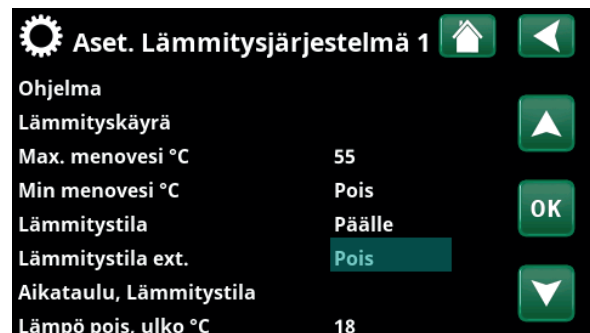 Aset. Lämmitysjärjestelmä 1
Ohjelma
Lämmityskäyrä
Max. menovesi °C 55
Min menovesi °C Pois
Lämmitystila Päälle
OK
Lämmitystila ext. Pois
Aikataulu, Lämmitystila
Lämpö pois, ulko °C 18